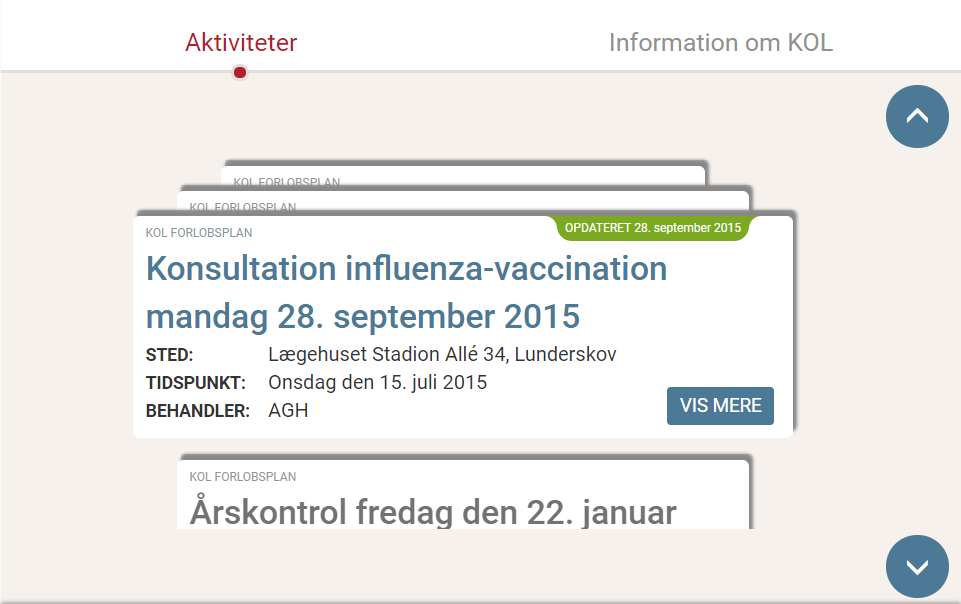 Aktiviteter
Information om KOL
KOL FORLOBSPLAN
KOL FORLOBSPLAN
KOL FORLOBSPLAN
OPDATERET 28. september 2015
Konsultation influenza-vaccination
mandag 28. september 2015
STED: Lægehuset Stadion Allé 34, Lunderskov
TIDSPUNKT: Onsdag den 15. juli 2015
BEHANDLER: AGH
VIS MERE
KOL FORLOBSPLAN
Årskontrol fredag den 22. januar